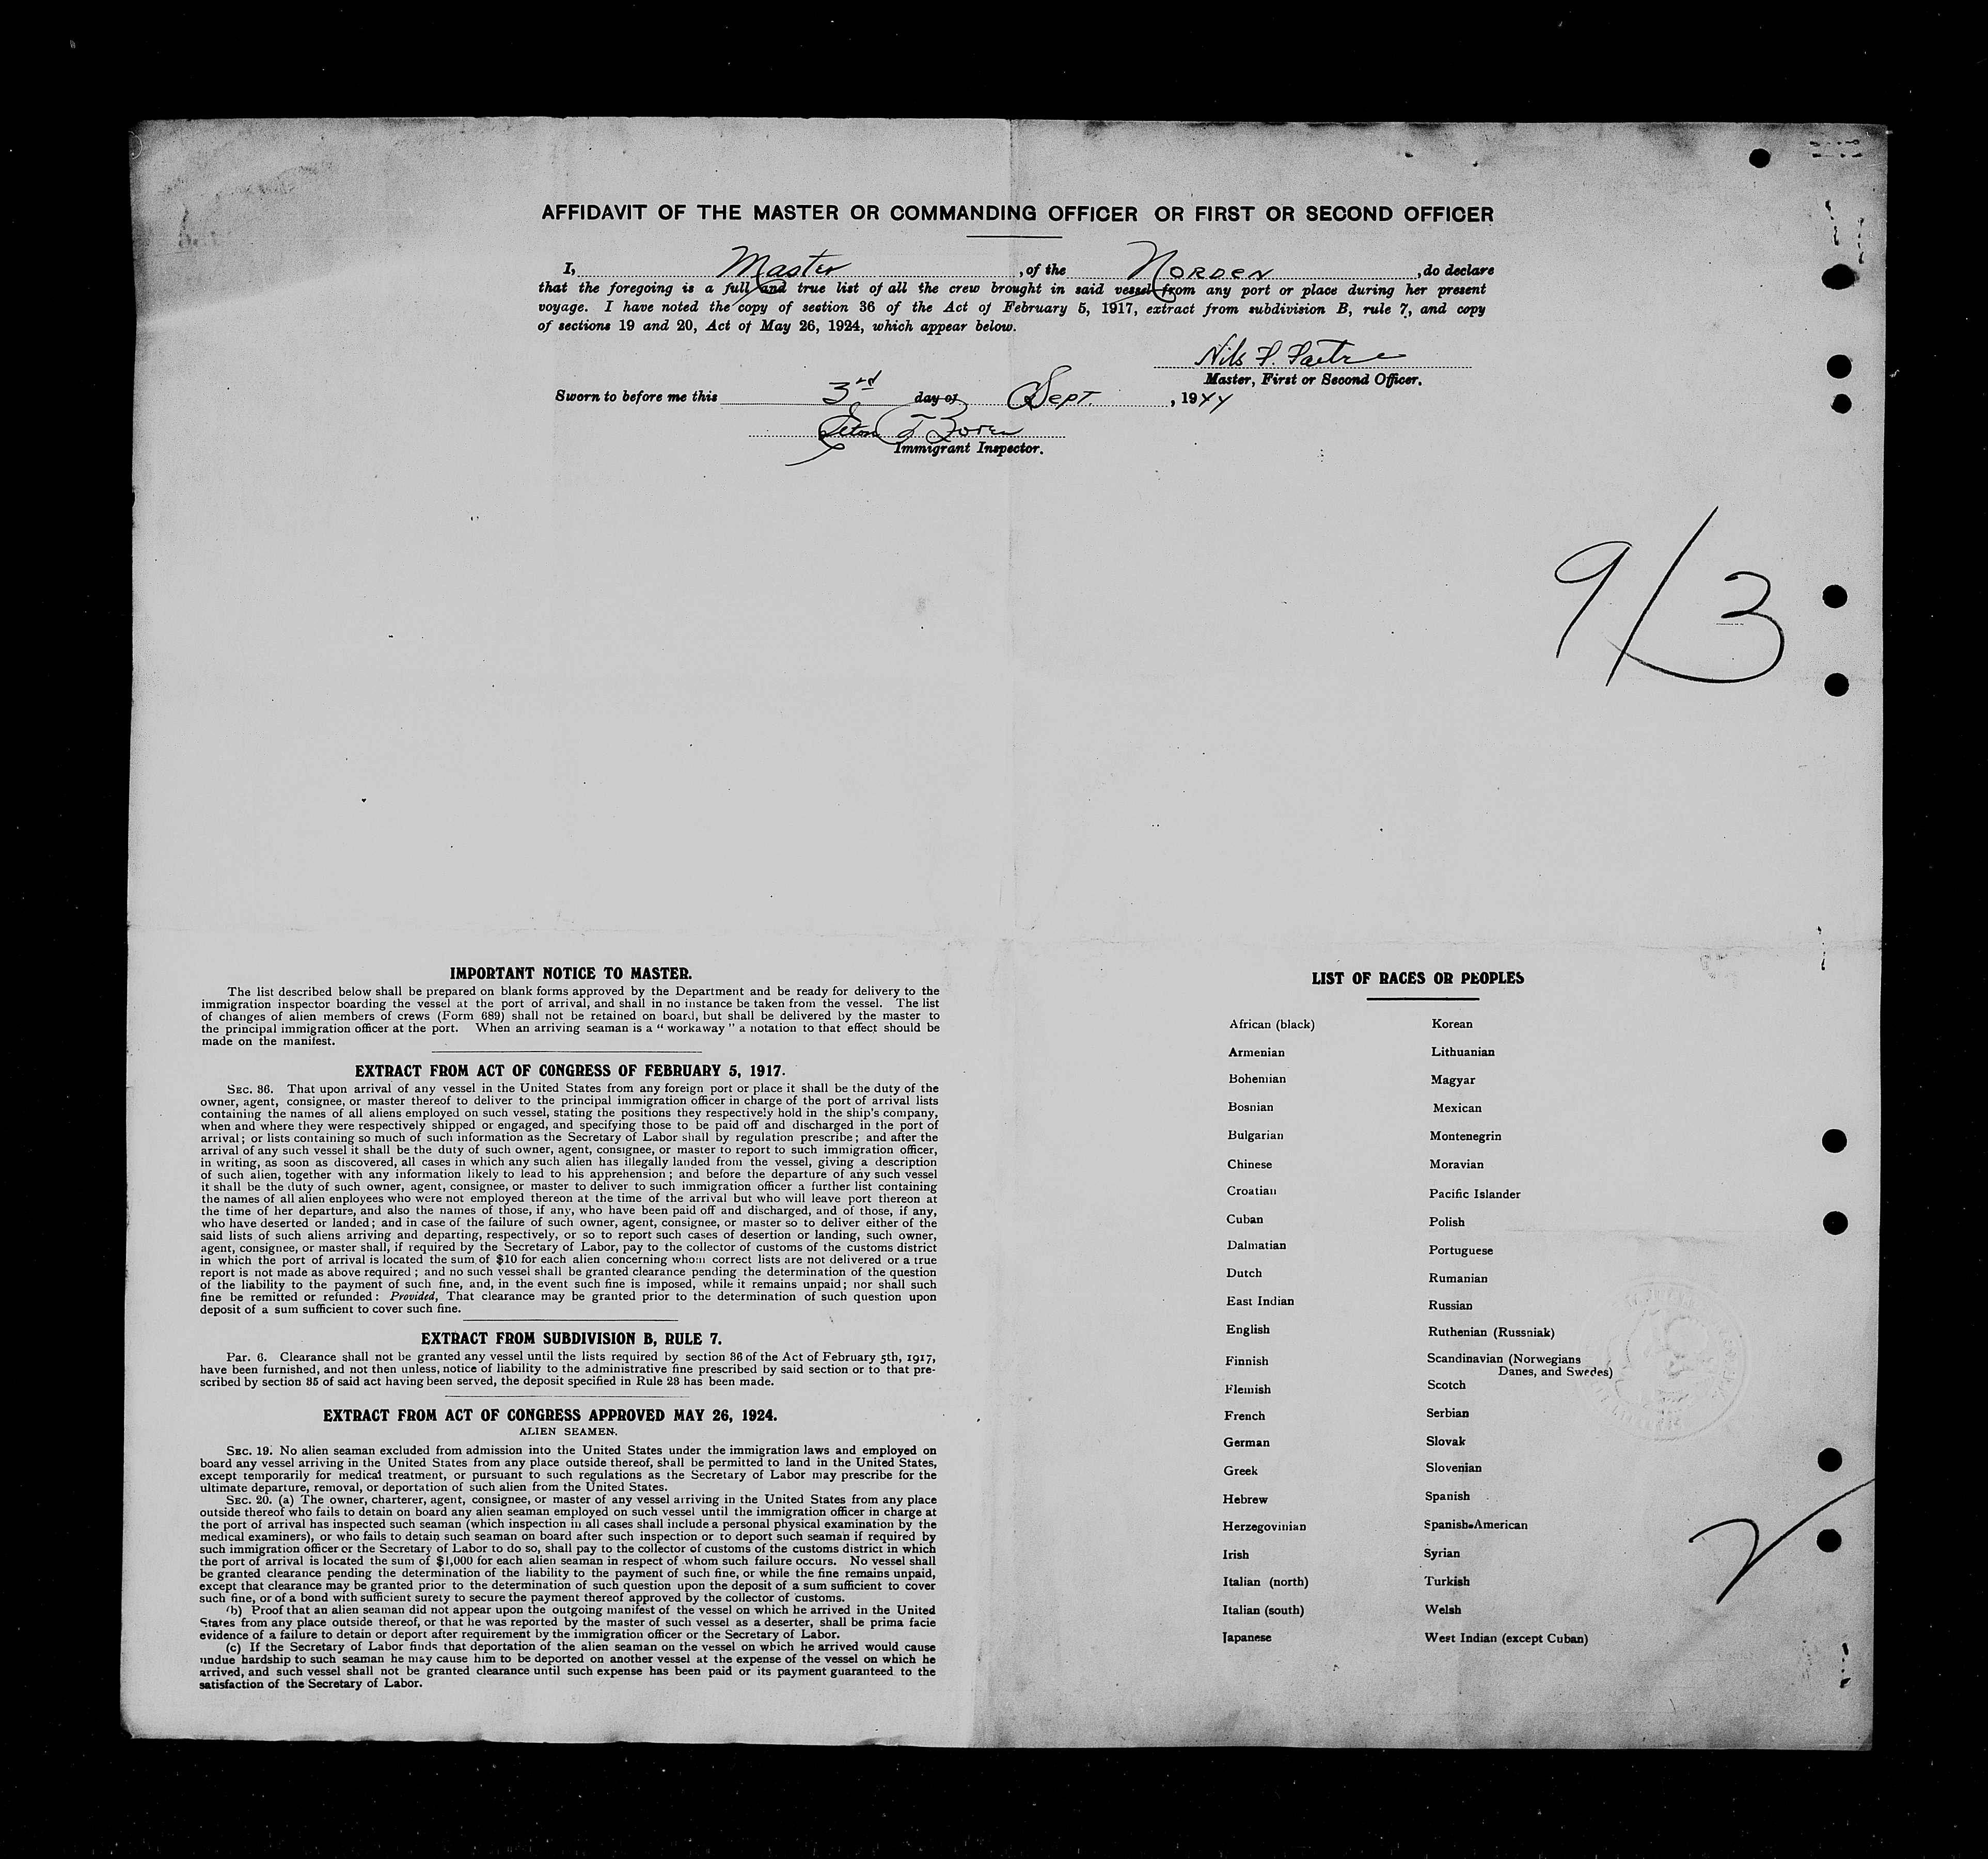 AFFIDAVIT OF THE MASTER OR COMMANDING OFFICER OR FIRST OR SECOND OFFICER
I, Master, of the Norden, do declare
that the foregoing is a full and true list of all the crew brought in said vessel from any port or place during her present
voyage. I have noted the copy of section 36 of the Act of February 5, 1917, extract from subdivision B, rule 7, and copy
of sections 19 and 20, Act of May 26, 1924, which appear below.
Nils
Master, First or Second Officer.
Sworn to before me this 3rd day of Sept., 1944
Immigrant Inspector.
9/3
IMPORTANT NOTICE TO MASTER.
The list described below shall be prepared on blank forms approved by the Department and be ready for delivery to the
immigration inspector boarding the vessel at the port of arrival, and shall in no instance be taken from the vessel. The list
of changes of alien members of crews (Form 689) shall not be retained on board, but shall be delivered by the master to
the principal immigration officer at the port. When an arriving seaman is a "workaway" a notation to that effect should be
made on the manifest.
EXTRACT FROM ACT OF CONGRESS OF FEBRUARY 5, 1917.
SEC. 36. That upon arrival of any vessel in the United States from any foreign port or place it shall be the duty of the
owner, agent, consignee, or master thereof to deliver to the principal immigration officer in charge of the port of arrival lists
containing the names of all aliens employed on such vessel, stating the positions they respectively hold in the ship's company,
when and where they were respectively shipped or engaged, and specifying those to be paid off and discharged in the port of
arrival; or lists containing so much of such information as the Secretary of Labor shall by regulation prescribe; and after the
arrival of any such vessel it shall be the duty of such owner, agent, consignee, or master to report to such immigration officer,
in writing, as soon as discovered, all cases in which any such alien has illegally landed from the vessel, giving a description
of such alien, together with any information likely to lead to his apprehension; and before the departure of any such vessel
it shall be the duty of such owner, agent, consignee, or master to deliver to such immigration officer a further list containing
the names of all alien enployees who were not employed thereon at the time of the arrival but who will leave port thereon at
the time of her departure, and also the names of those, if any, who have been paid off and discharged, and of those, if any,
who have deserted or landed; and in case of the failure of such owner, agent, consignee, or master so to deliver either of the
said lists of such aliens arriving and departing, respectively, or so to report such cases of desertion or landing, such owner,
agent, consignee, or master shall, if required by the Secretary of Labor, pay to the collector of customs of the customs district
in which the port of arrival is located the sum of $10 for each alien concerning whom correct lists are not delivered or a true
report is not made as above required; and no such vessel shall be granted clearance pending the determination of the question
of the liability to the payment of such fine, and, in the event such fine is imposed, while it remains unpaid; nor shall such
fine be remitted or refunded: Provided, That clearance may be granted prior to the determination of such question upon
deposit of a sum sufficient to cover such fine.
EXTRACT FROM SUBDIVISION B, RULE 7.
Par. 6. Clearance shall not be granted any vessel until the lists required by section 36 of the Act of February 5th, 1917,
have been furnished, and not then unless, notice of liability to the administrative fine prescribed by said section or to that pre-
scribed by section 35 of said act having been served, the deposit specified in Rule 28 has been made.
EXTRACT FROM ACT OF CONGRESS APPROVED MAY 26, 1924.
ALIEN SEAMEN.
SEC. 19. No alien seaman excluded from admission into the United States under the immigration laws and employed on
board any vessel arriving in the United States from any place outside thereof, shall be permitted to land in the United States,
except temporarily for medical treatment, or pursuant to such regulations as the Secretary of Labor may prescribe for the
ultimate departure, removal, or deportation of such alien from the United States.
SEC. 20. (a) The owner, charterer, agent, consignee, or master of any vessel arriving in the United States from any place
outside thereof who fails to detain on board any alien seaman employed on such vessel until the immigration officer in charge at
the port of arrival has inspected such seaman (which inspection in all cases shall include a personal physical examination by the
medical examiners), or who fails to detain such seaman on board after such inspection or to deport such seaman if required by
such immigration officer or the Secretary of Labor to do so, shall pay to the collector of customs of the customs district in which
the port of arrival is located the sum of $1,000 for each alien seaman in respect of whom such failure occurs. No vessel shall
be granted clearance pending the determination of the liability to the payment of such fine, or while the fine remains unpaid,
except that clearance may be granted prior to the determination of such question upon the deposit of a sum sufficient to cover
such fine, or of a bond with sufficient surety to secure the payment thereof approved by the collector of customs.
(b) Proof that an alien seaman did not appear upon the outgoing manifest of the vessel on which he arrived in the United
States from any place outside thereof, or that he was reported by the master of such vessel as a deserter, shall be prima facie
evidence of a failure to detain or deport after requirement by the immigration officer or the Secretary of Labor.
(c) If the Secretary of Labor finds that deportation of the alien seaman on the vessel on which he arrived would cause
undue hardship to such seaman he may cause him to be deported on another vessel at the expense of the vessel on which he
arrived, and such vessel shall not be granted clearance until such expense has been paid or its payment guaranteed to the
satisfaction of the Secretary of Labor.
LIST OF RACES OR PEOPLES
African (black)
Armenian
Bohemian
Bosnian
Bulgarian
Chinese
Croatian
Cuban
Dalmatian
Dutch
East Indian
English
Finnish
Flemish
French
German
Greek
Hebrew
Herzegovinian
Irish
Italian (north)
Italian (south)
Japanese
Korean
Lithuanian
Magyar
Mexican
Montenegrin
Moravian
Pacific Islander
Polish
Portuguese
Rumanian
Russian
Ruthenian (Russniak)
Scandinavian (Norwegians
Danes, and Swedes)
Scotch
Serbian
Slovak
Slovenian
Spanish
Spanish-American
Syrian
Turkish
Welsh
West Indian (except Cuban)